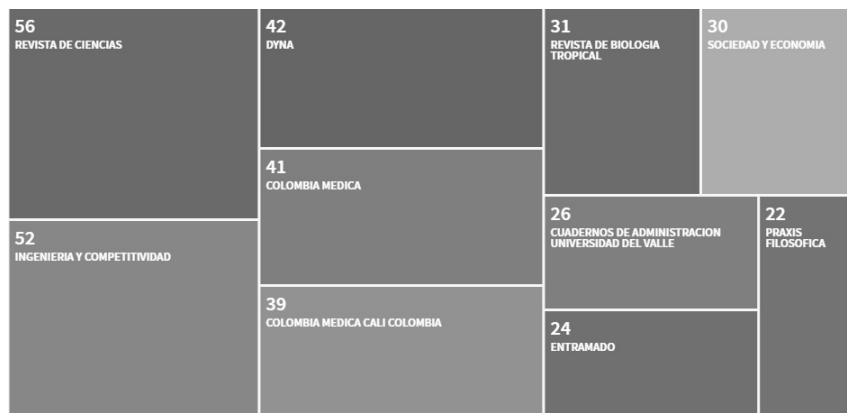 56
REVISTA DE CIENCIAS
52
INGENIERIA Y COMPETITIVIDAD
42
DYNA
41
COLOMBIA MEDICA
39
COLOMBIA MEDICA CALI COLOMBIA
31
REVISTA DE BIOLOGIA
TROPICAL
30
SOCIEDAD Y ECONOMIA
26
CUADERNOS DE ADMINISTRACION
UNIVERSIDAD DEL VALLE
24
ENTRAMADO
22
PRAXIS
FILOSOFICA